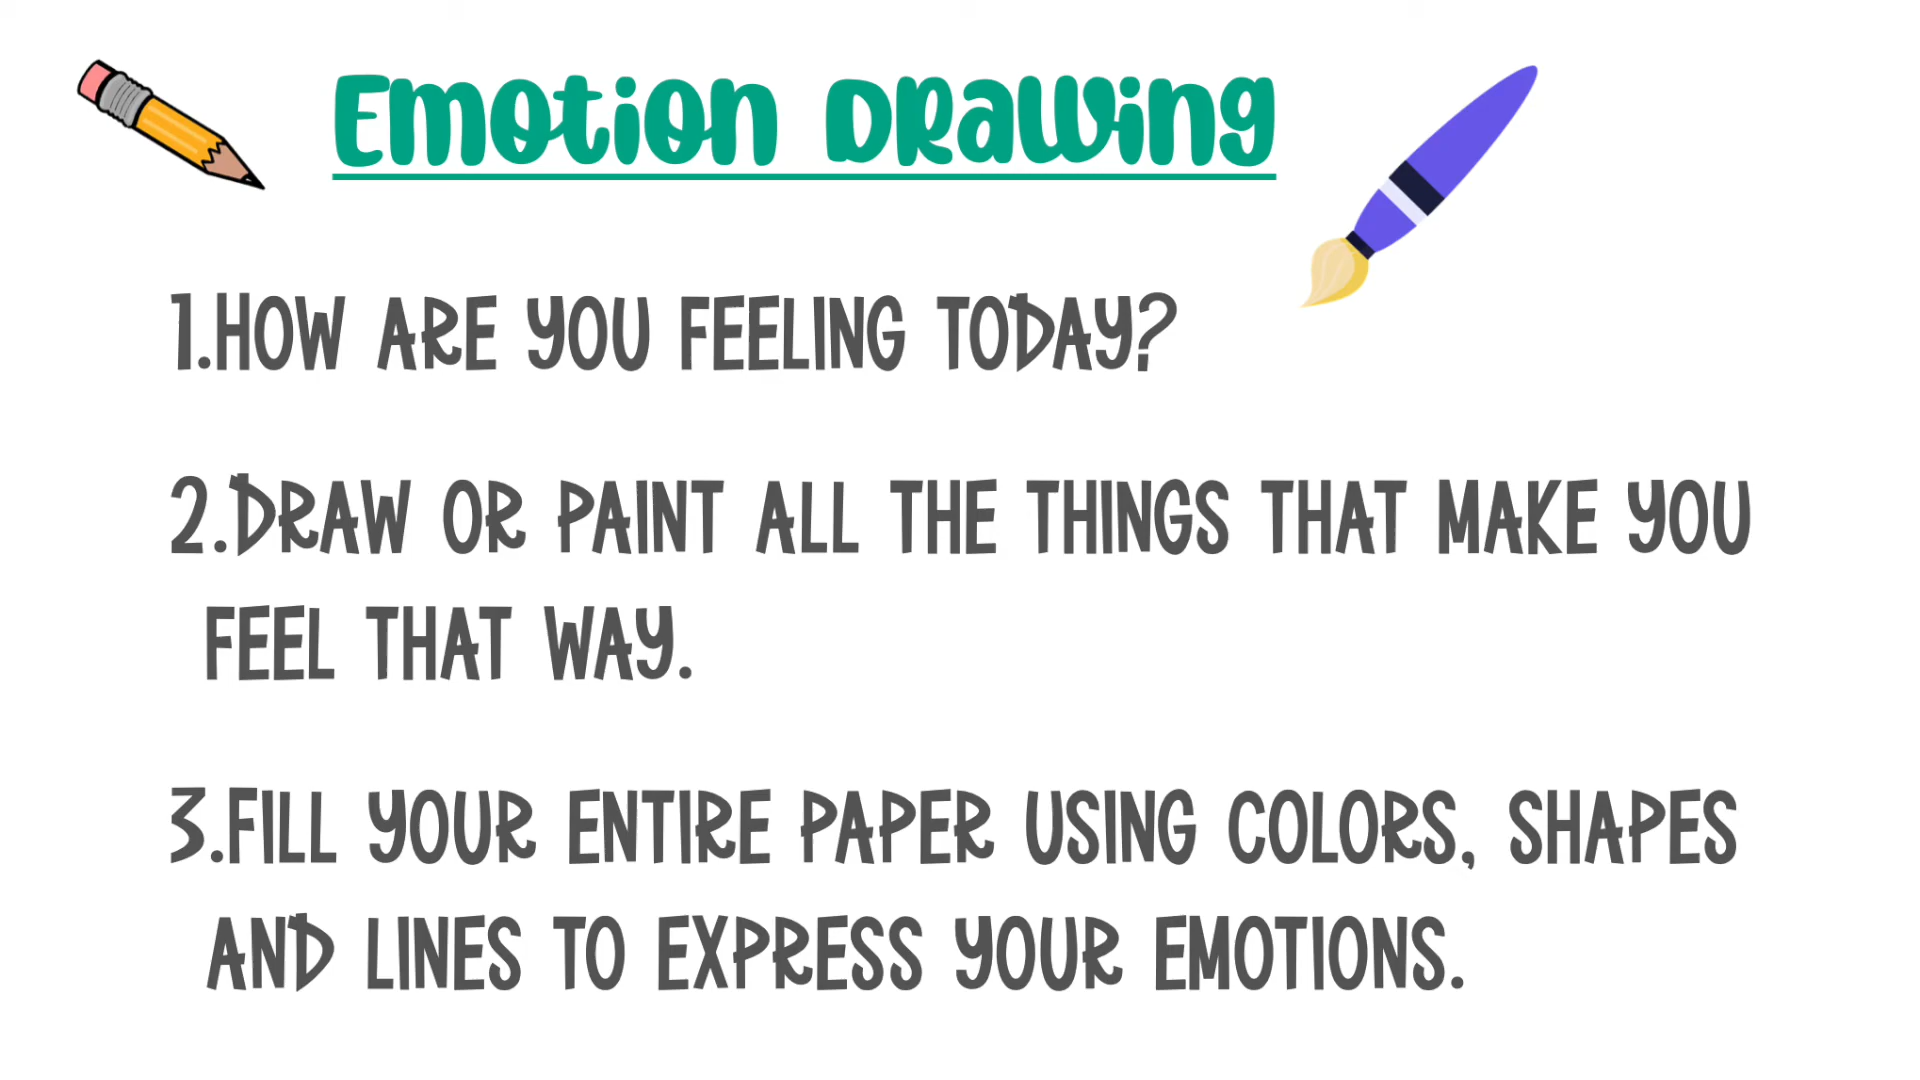 Emotion Drawing
1.HOW ARE YOU FEELING TODAY?
2.DRAW OR PAINT ALL THE THINGS THAT MAKE YOU
FEEL THAT WAY.
3.FILL YOUR ENTIRE PAPER USING COLORS, SHAPES
AND LINES TO EXPRESS YOUR EMOTIONS.